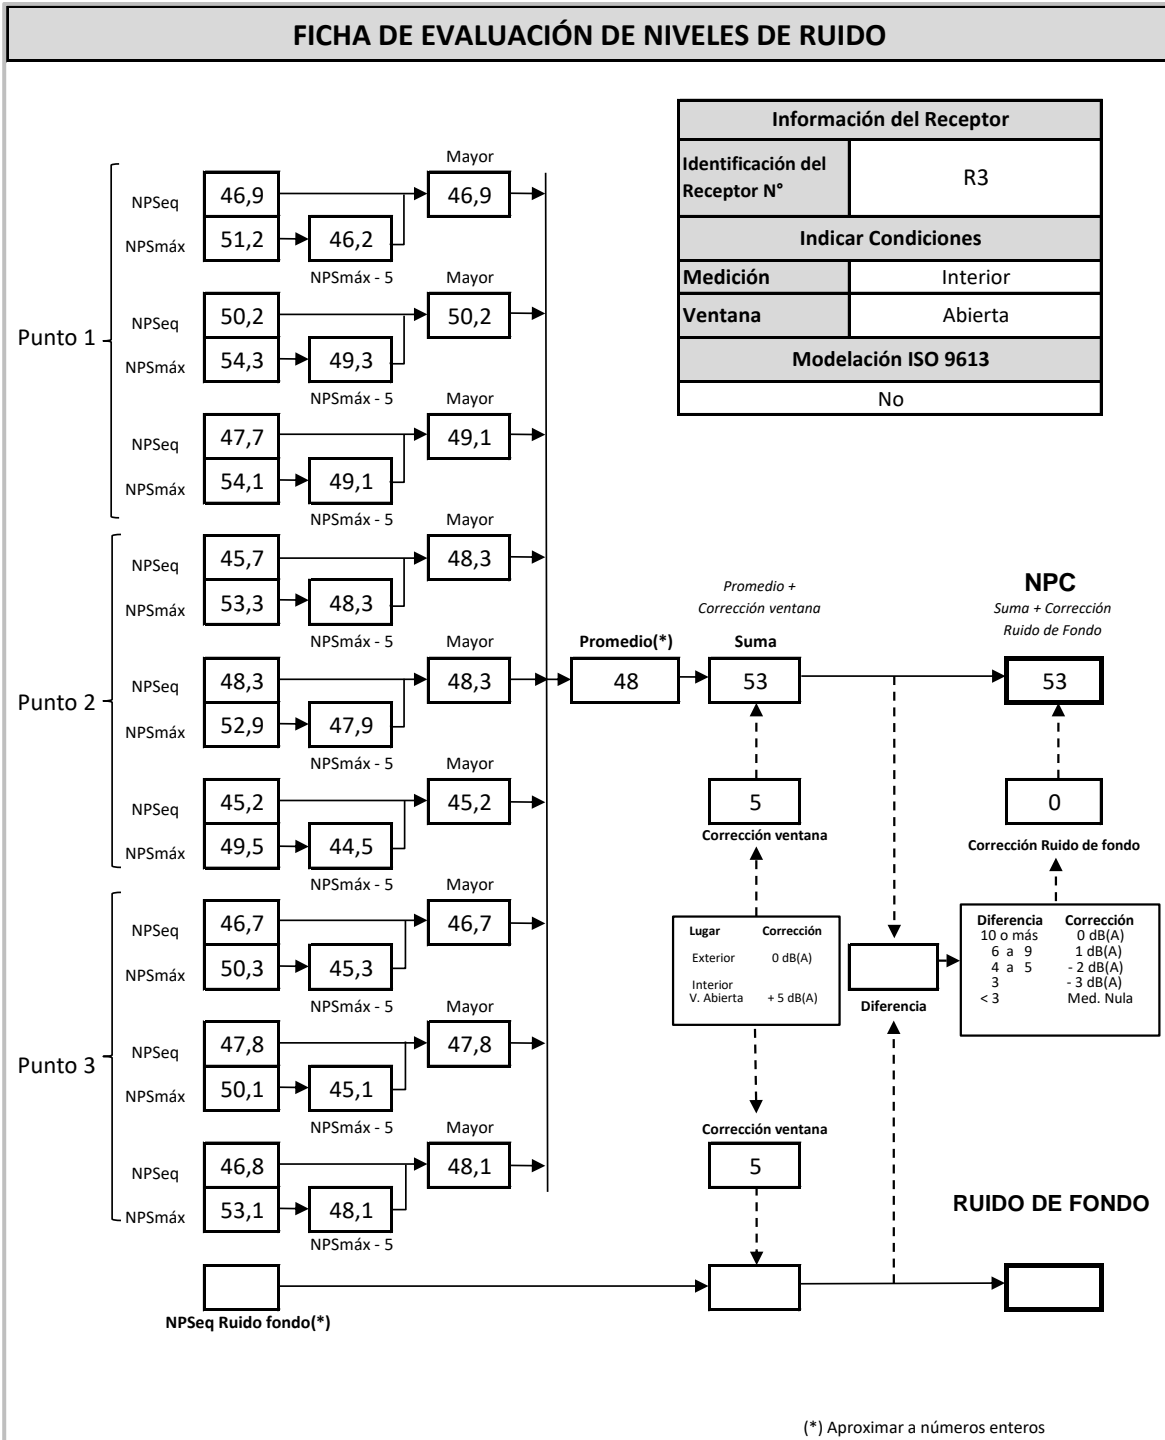 FICHA DE EVALUACIÓN DE NIVELES DE RUIDO
Información del Receptor
Identificación del Receptor N°
R3
Indicar Condiciones
Medición
Interior
Ventana
Abierta
Modelación ISO 9613
No
Punto 1
Mayor
NPSeq
46,9
46,9
NPSmáx
51,2
46,2
NPSmáx - 5
Mayor
NPSeq
50,2
50,2
NPSmáx
54,3
49,3
NPSmáx - 5
Mayor
NPSeq
47,7
49,1
NPSmáx
54,1
49,1
NPSmáx - 5
Punto 2
Mayor
NPSeq
45,7
48,3
NPSmáx
53,3
48,3
NPSmáx - 5
Mayor
NPSeq
48,3
48,3
NPSmáx
52,9
47,9
NPSmáx - 5
Mayor
NPSeq
45,2
45,2
NPSmáx
49,5
44,5
NPSmáx - 5
Punto 3
Mayor
NPSeq
46,7
46,7
NPSmáx
50,3
45,3
NPSmáx - 5
Mayor
NPSeq
47,8
47,8
NPSmáx
50,1
45,1
NPSmáx - 5
Mayor
NPSeq
46,8
48,1
NPSmáx
53,1
48,1
NPSmáx - 5
NPSeq Ruido fondo(*)
Promedio(*)
48
Promedio +
Corrección ventana
Suma
53
NPC
Suma + Corrección
Ruido de Fondo
53
5
Corrección ventana
0
Corrección Ruido de fondo
Lugar Corrección
Exterior 0 dB(A)
Interior
V. Abierta + 5 dB(A)
Diferencia
Diferencia Corrección
10 o más 0 dB(A)
6 a 9 1 dB(A)
4 a 5 - 2 dB(A)
3 - 3 dB(A)
< 3 Med. Nula
Corrección ventana
5
RUIDO DE FONDO
(*) Aproximar a números enteros